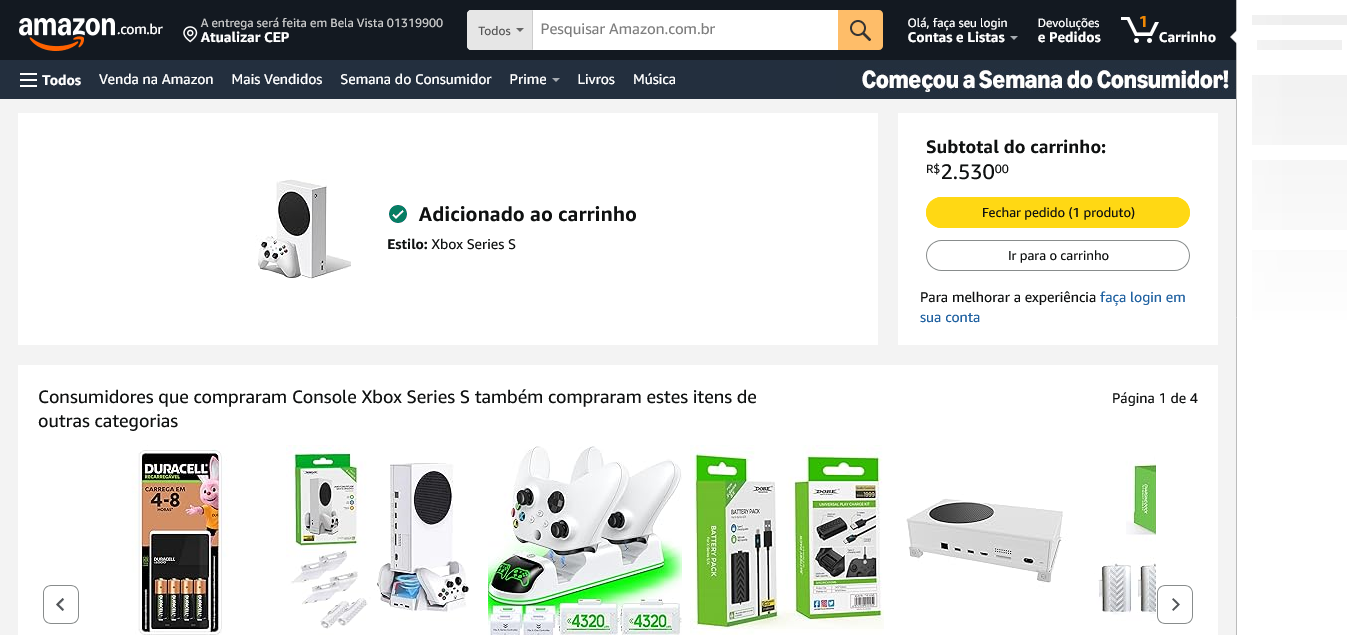 amazon.com.br
A entrega será feita em Bela Vista 01319900
Atualizar CEP
Todos
Pesquisar Amazon.com.br
Olá, faça seu login
Contas e Listas
Devoluções
e Pedidos
1
Carrinho
Todos
Venda na Amazon
Mais Vendidos
Semana do Consumidor
Prime
Livros
Música
Começou a Semana do Consumidor!
Adicionado ao carrinho
Estilo: Xbox Series S
Subtotal do carrinho:
R$2.53000
Fechar pedido (1 produto)
Ir para o carrinho
Para melhorar a experiência faça login em
sua conta
Consumidores que compraram Console Xbox Series S também compraram estes itens de
outras categorias
Página 1 de 4
DURACELL
RECARREGÁVEL
CARREGA EM
4-8
HORAS*
DURACELL
DOBE
BATTERY PACK
BATTERY PACK
DOBE
UNIVERSAL PLAY CHARGE KIT
4320
4320